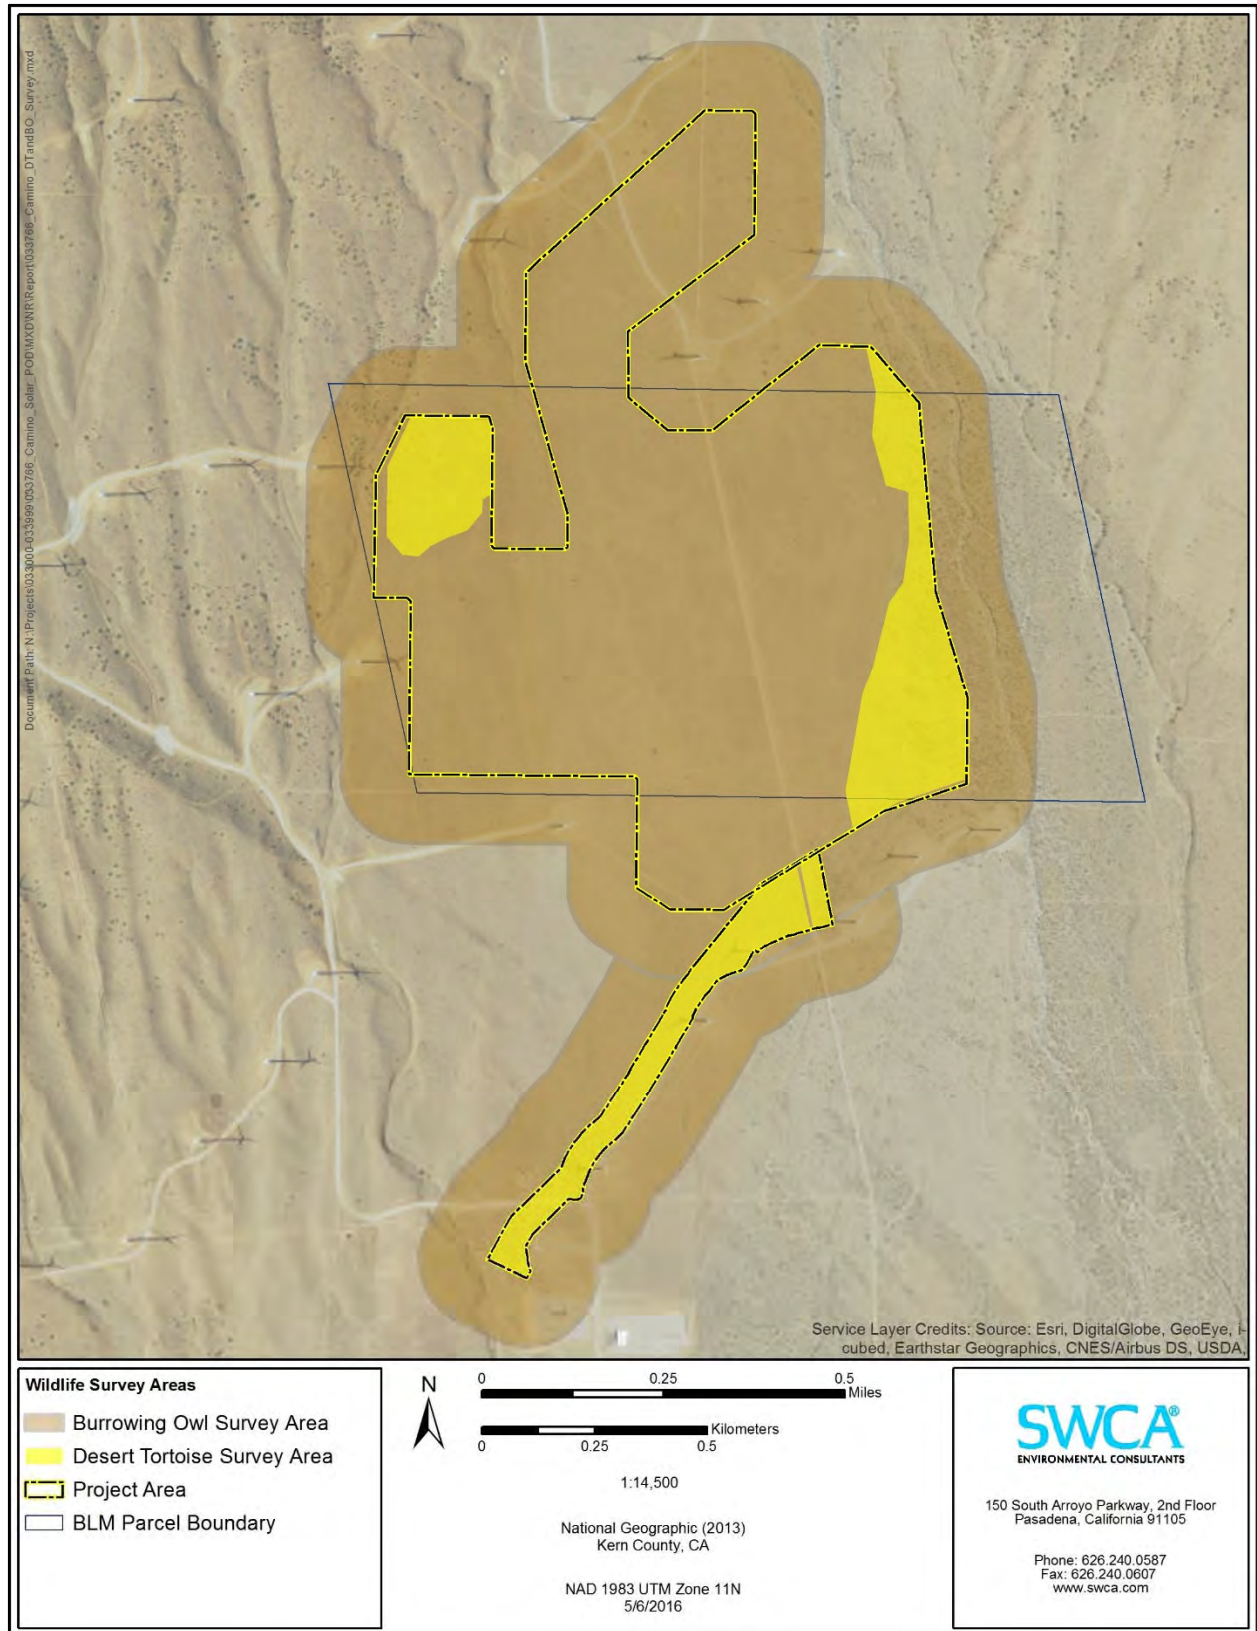 Document Path: N:\Projects\033000-033999\033766_Camino_Solar_POD\MXD\NR\Report\033766_Camino_DTandBO_Survey.mxd
Service Layer Credits: Source: Esri, DigitalGlobe, GeoEye, i-
cubed, Earthstar Geographics, CNES/Airbus DS, USDA,
Wildlife Survey Areas
Burrowing Owl Survey Area
Desert Tortoise Survey Area
Project Area
BLM Parcel Boundary
N
0 0.25 0.5
Miles
Kilometers
0 0.25 0.5
1:14,500
National Geographic (2013)
Kern County, CA
NAD 1983 UTM Zone 11N
5/6/2016
SWCA®
ENVIRONMENTAL CONSULTANTS
150 South Arroyo Parkway, 2nd Floor
Pasadena, California 91105
Phone: 626.240.0587
Fax: 626.240.0607
www.swca.com